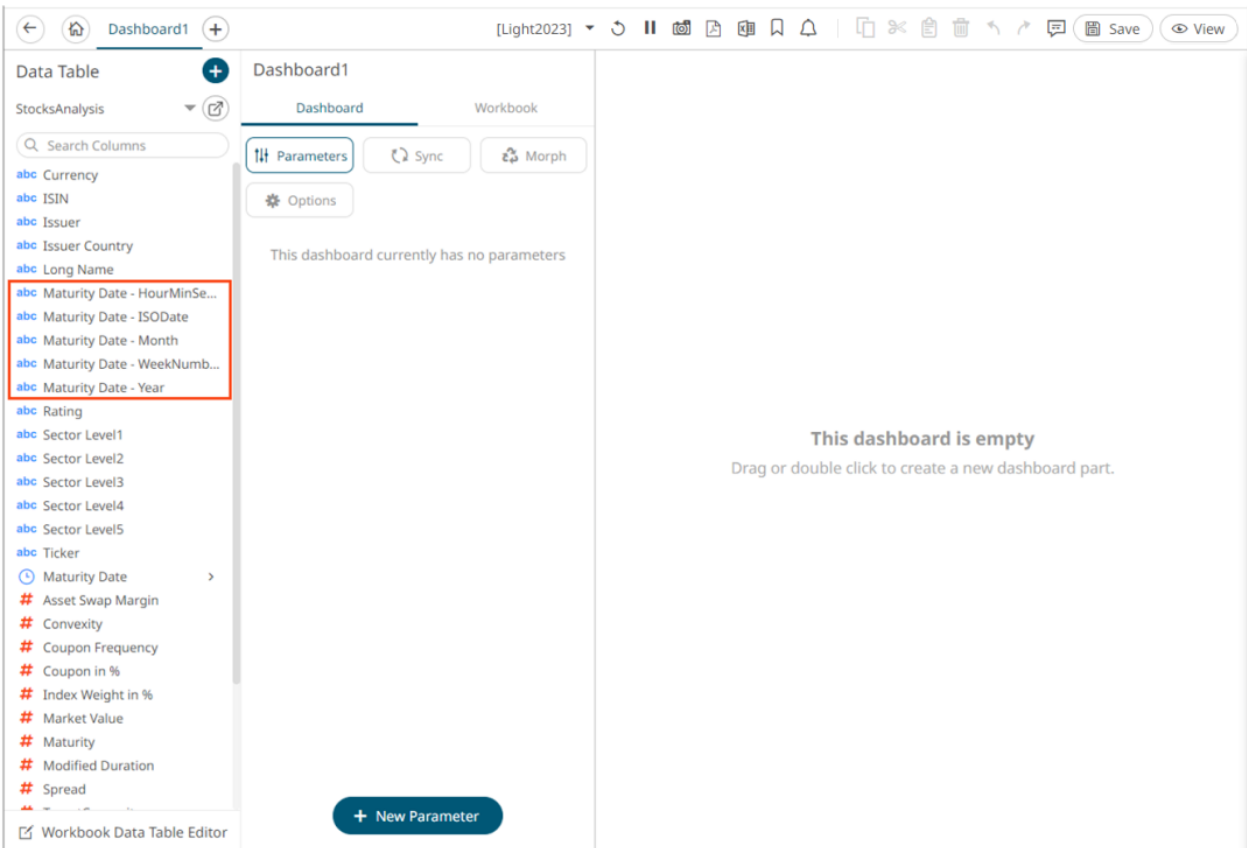 Dashboard1
[Light2023]
Save
View
Data Table
StocksAnalysis
Search Columns
abc Currency
abc ISIN
abc Issuer
abc Issuer Country
abc Long Name
abc Maturity Date - HourMinSe...
abc Maturity Date - ISODate
abc Maturity Date - Month
abc Maturity Date - WeekNumb...
abc Maturity Date - Year
abc Rating
abc Sector Level1
abc Sector Level2
abc Sector Level3
abc Sector Level4
abc Sector Level5
abc Ticker
Maturity Date >
# Asset Swap Margin
# Convexity
# Coupon Frequency
# Coupon in %
# Index Weight in %
# Market Value
# Maturity
# Modified Duration
# Spread
Workbook Data Table Editor
Dashboard1
Dashboard Workbook
Parameters Sync Morph
Options
This dashboard currently has no parameters
+ New Parameter
This dashboard is empty
Drag or double click to create a new dashboard part.